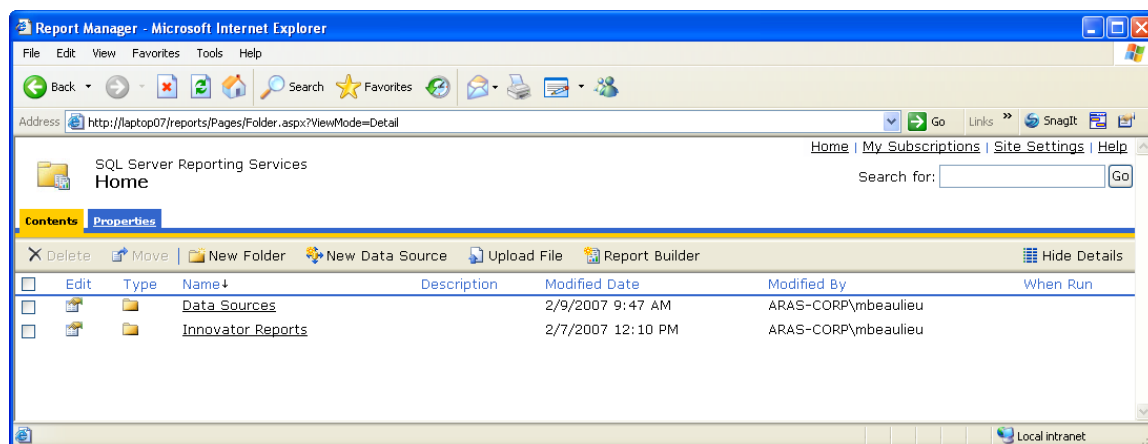 Report Manager - Microsoft Internet Explorer
File Edit View Favorites Tools Help
Back Search Favorites
Address http://laptop07/reports/Pages/Folder.aspx?ViewMode=Detail Go Links » SnagIt
Home | My Subscriptions | Site Settings | Help
SQL Server Reporting Services
Home
Search for: Go
Contents Properties
Delete Move | New Folder New Data Source Upload File Report Builder Hide Details
Edit Type Name↓ Description Modified Date Modified By When Run
Data Sources 2/9/2007 9:47 AM ARAS-CORP\mbeaulieu
Innovator Reports 2/7/2007 12:10 PM ARAS-CORP\mbeaulieu
Local intranet